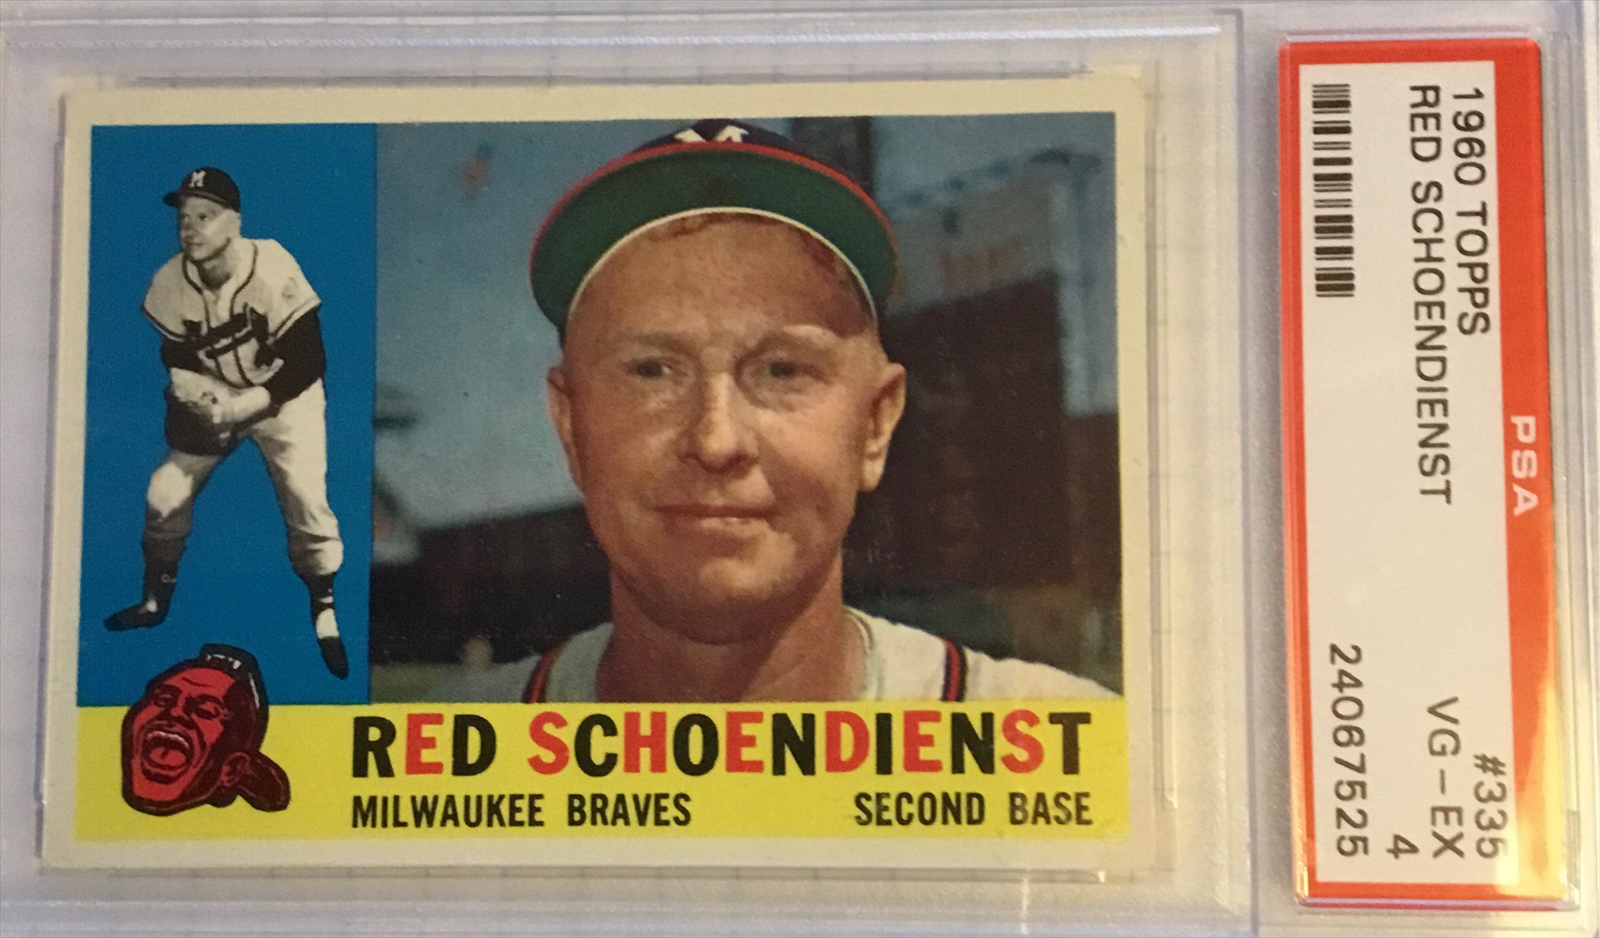 M
M
RED SCHOENDIENST
MILWAUKEE BRAVES SECOND BASE
PSA
1960 TOPPS #335
RED SCHOENDIENST VG-EX
4
24067525